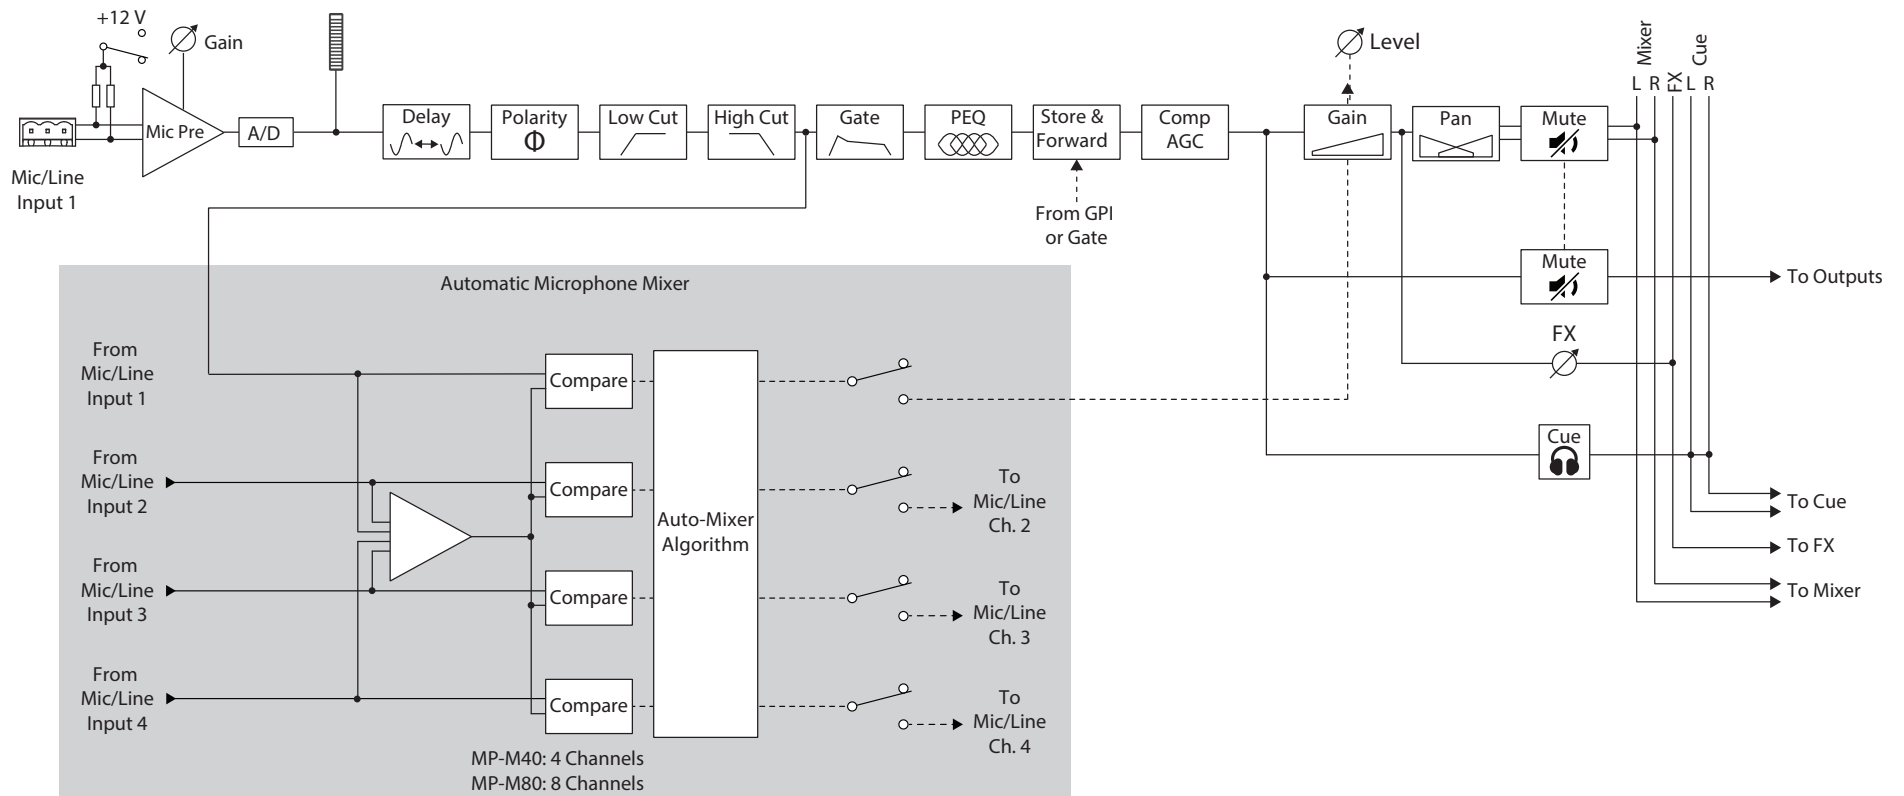 +12 V
Gain
Mic/Line
Input 1
Mic Pre
A/D
Delay
Polarity
Φ
Low Cut
High Cut
Gate
PEQ
Store &
Forward
From GPI
or Gate
Comp
AGC
Level
Gain
Pan
Mute
Mixer
FX
Cue
L R L R
Mute
To Outputs
FX
Cue
To Cue
To FX
To Mixer
Automatic Microphone Mixer
From
Mic/Line
Input 1
Compare
From
Mic/Line
Input 2
Compare
To
Mic/Line
Ch. 2
Auto-Mixer
Algorithm
From
Mic/Line
Input 3
Compare
To
Mic/Line
Ch. 3
From
Mic/Line
Input 4
Compare
To
Mic/Line
Ch. 4
MP-M40: 4 Channels
MP-M80: 8 Channels